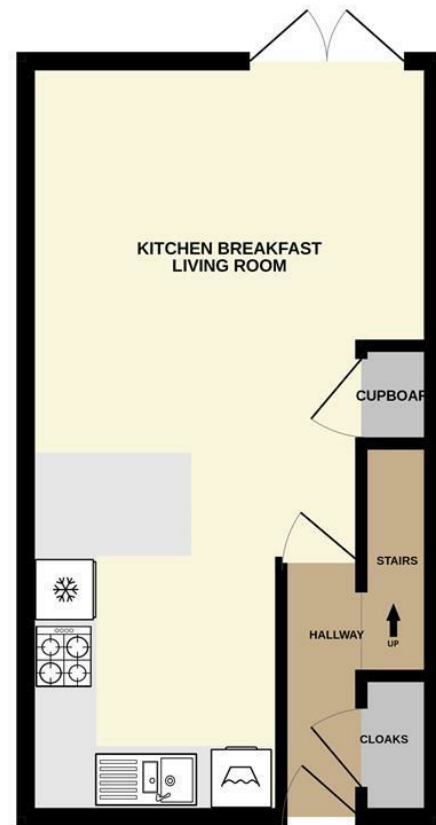 KITCHEN BREAKFAST
LIVING ROOM
CUPBOAR
STAIRS
HALLWAY
UP
CLOAKS